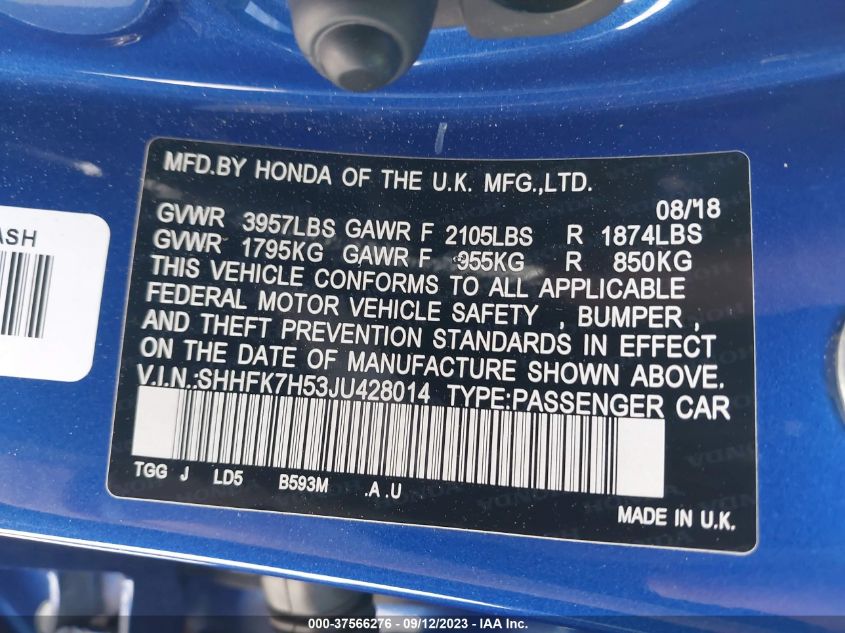 MFD.BY HONDA OF THE U.K. MFG.,LTD.
08/'18
GVWR 3957LBS GAWR F 2105LBS R 1874LBS
GVWR 1795KG GAWR F 955KG R 850KG
THIS VEHICLE CONFORMS TO ALL APPLICABLE
FEDERAL MOTOR VEHICLE SAFETY , BUMPER ,
AND THEFT PREVENTION STANDARDS IN EFFECT
ON THE DATE OF MANUFACTURE SHOWN ABOVE.
V.I.N.:SHHFK7H53JU428014 TYPE:PASSENGER CAR
TGG J LD5 B593M .A .U
MADE IN U.K.
ASH
000-37566276 - 09/12/2023 - IAA Inc.